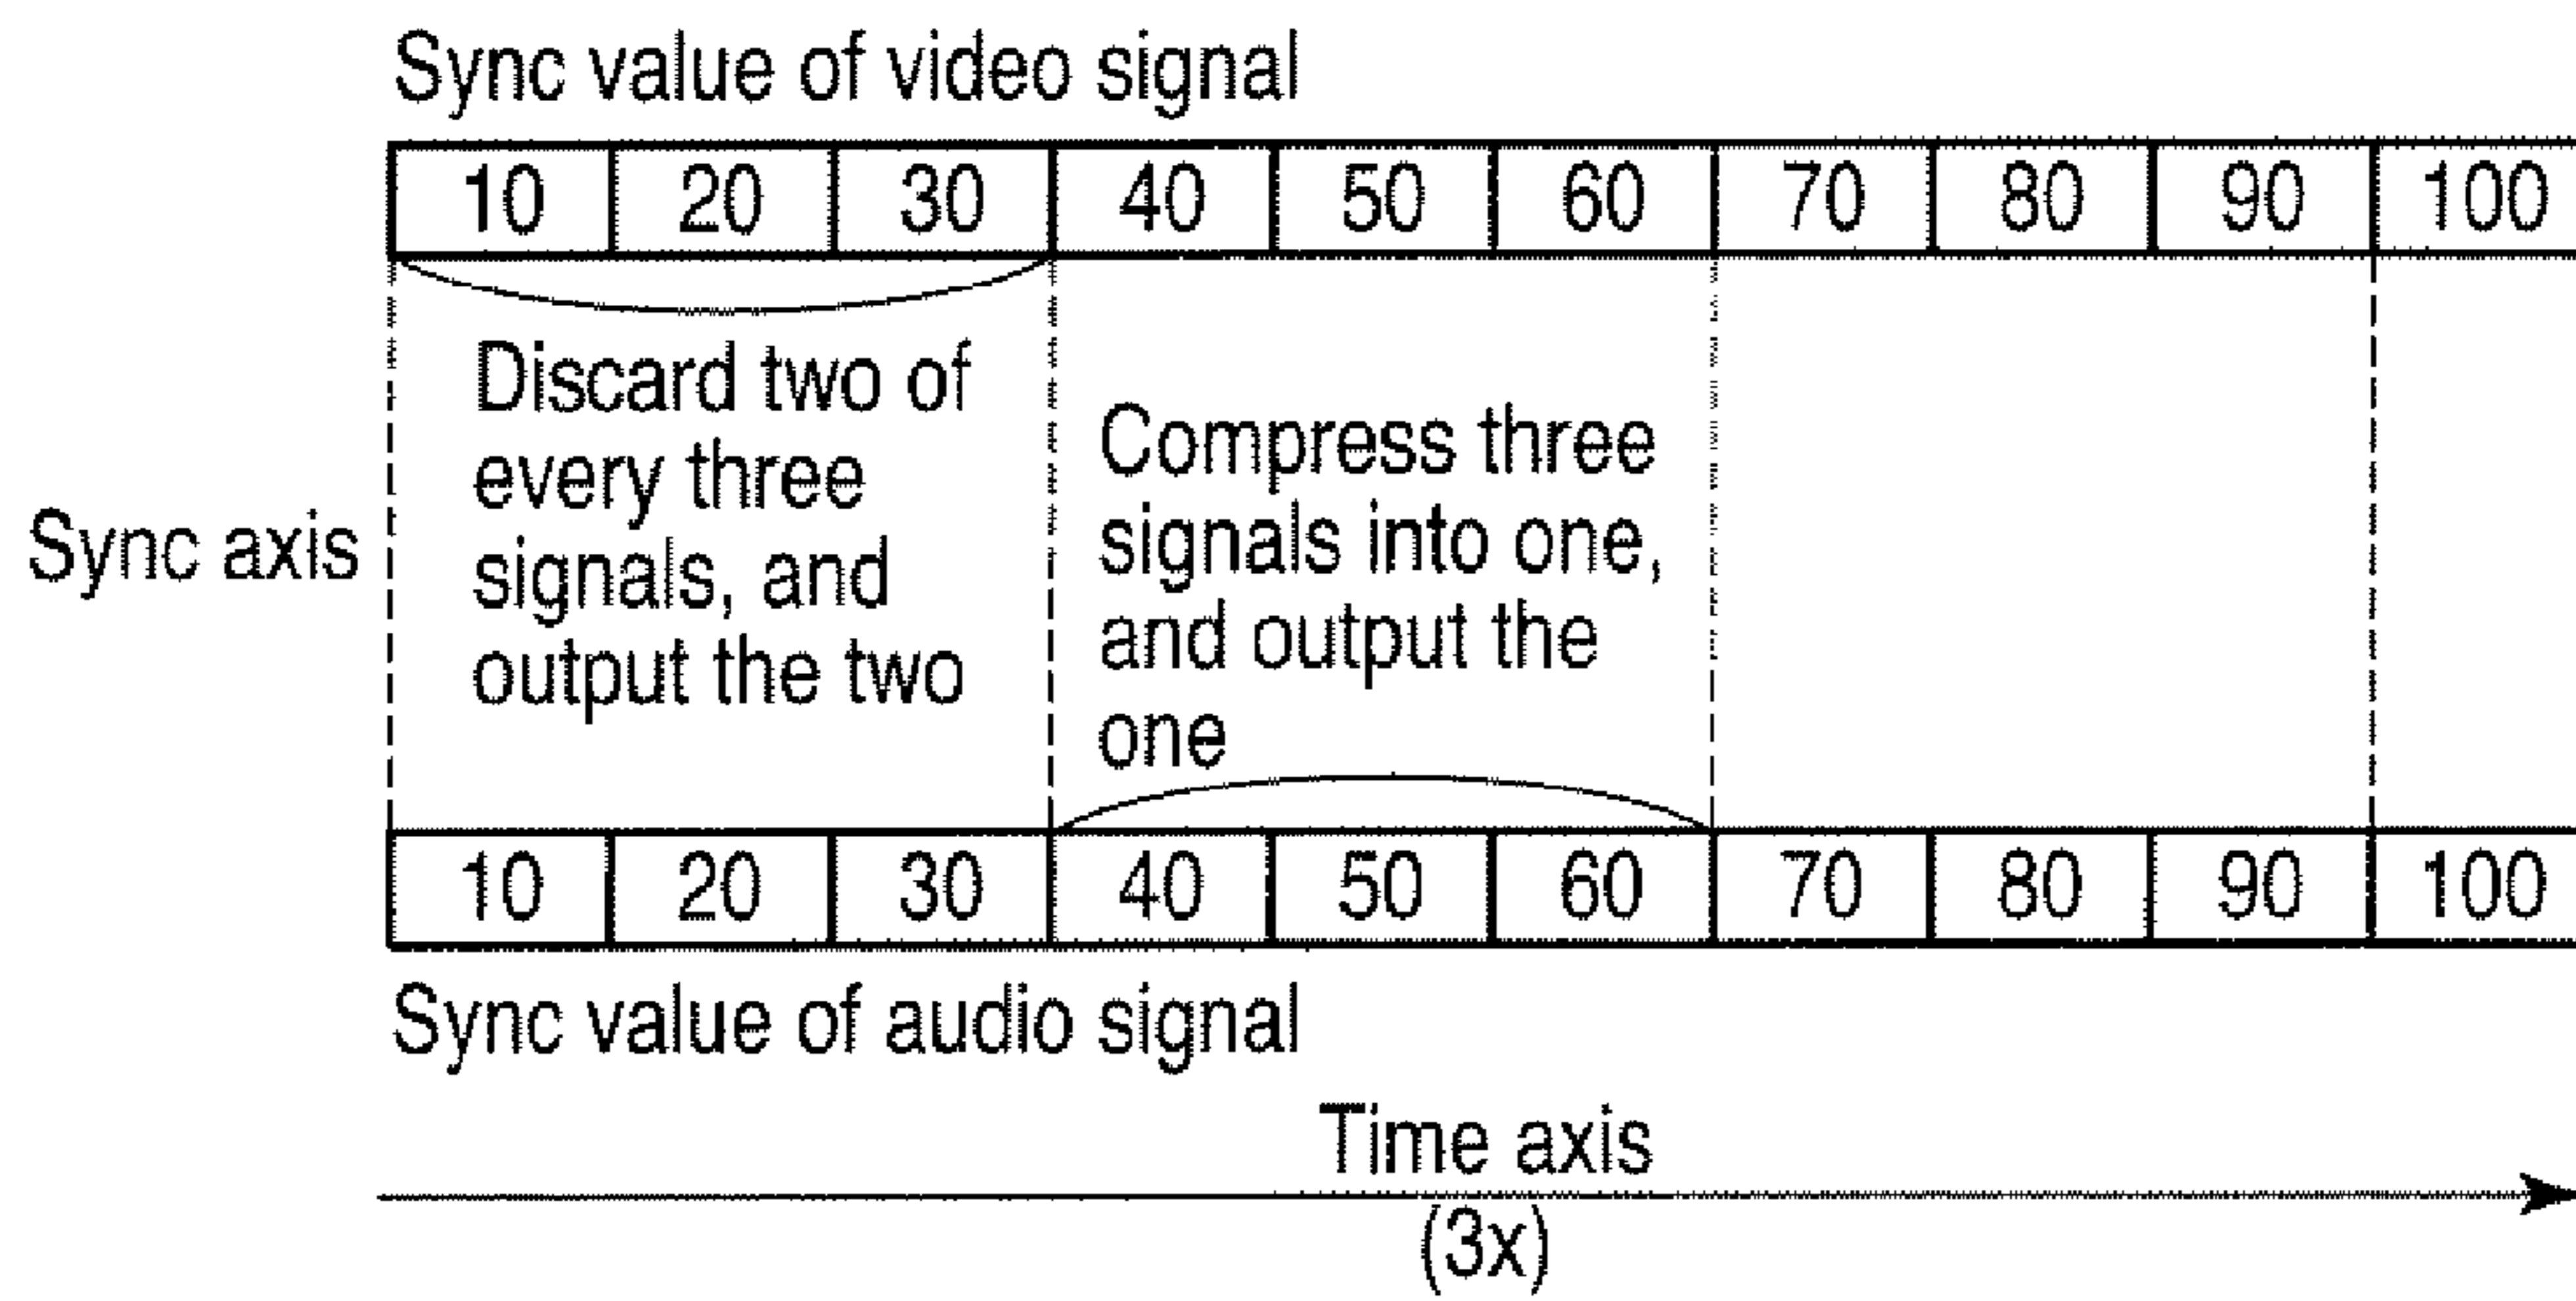 Sync value of video signal
10 20 30 40 50 60 70 80 90 100
Discard two of
every three
signals, and
output the two
Compress three
signals into one,
and output the
one
Sync axis
10 20 30 40 50 60 70 80 90 100
Sync value of audio signal
Time axis
(3x)